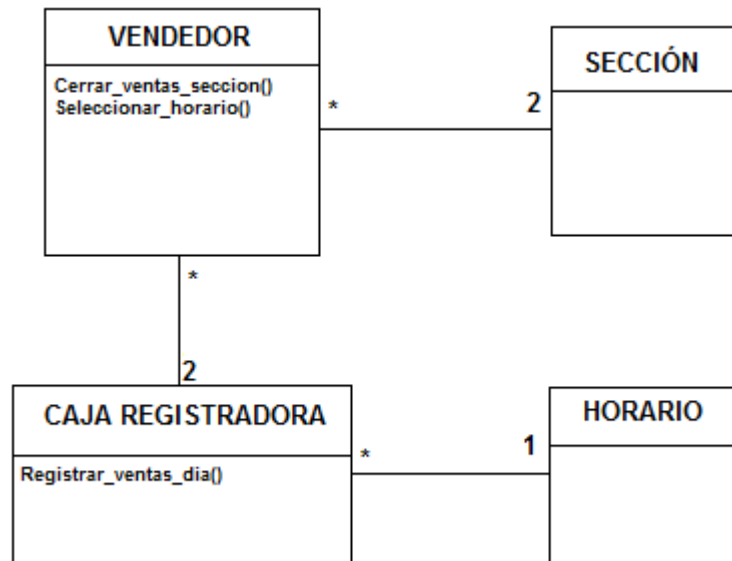 VENDEDOR
Cerrar_ventas_seccion()
Seleccionar_horario()
*
2
SECCIÓN
*
2
CAJA REGISTRADORA
Registrar_ventas_dia()
*
1
HORARIO